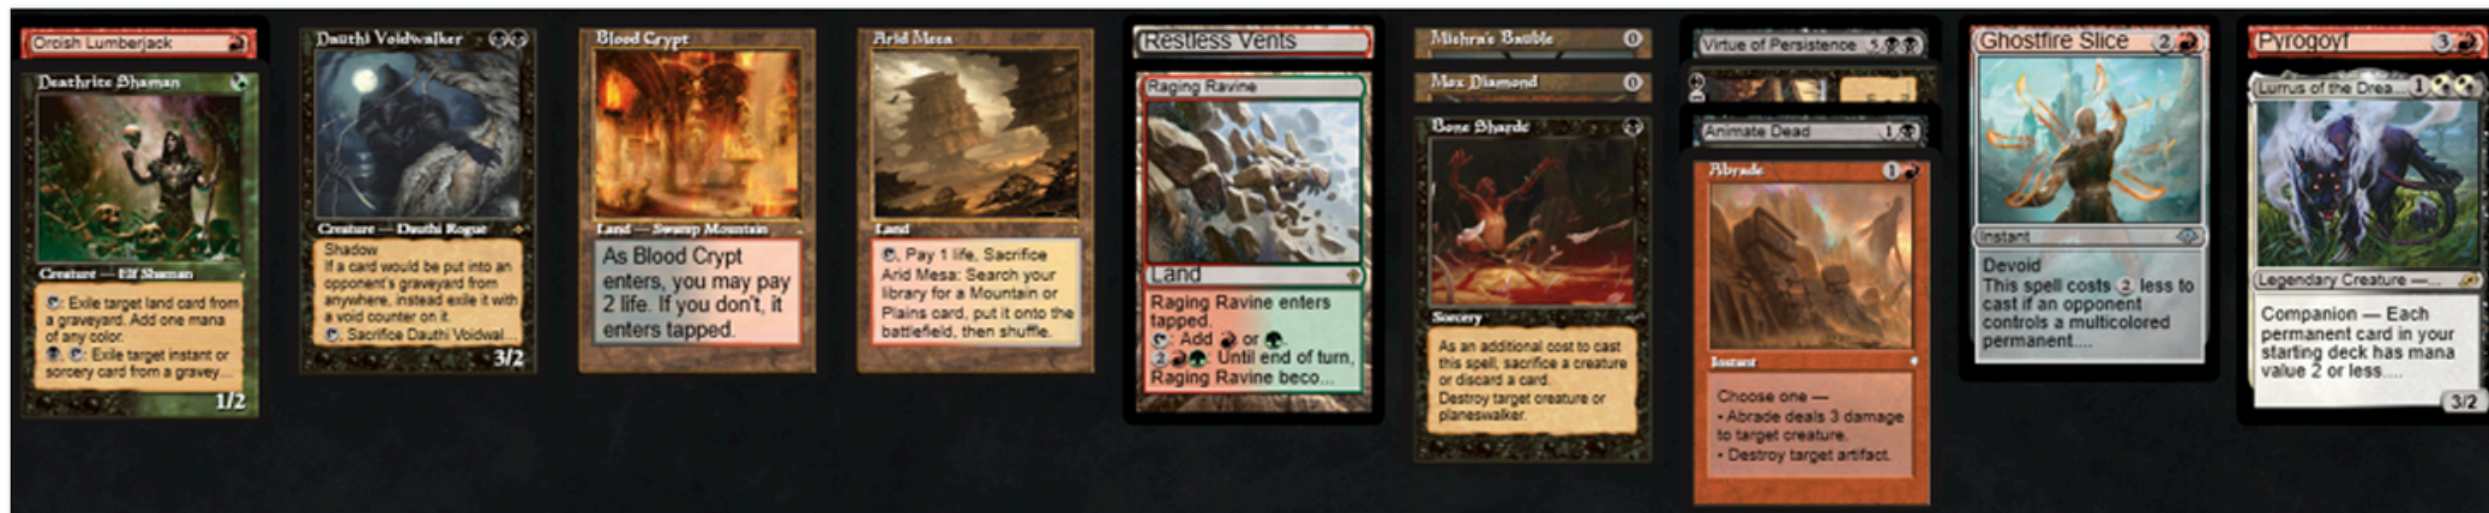 Orcish Lumberjack
Deathrite Shaman
Creature — Elf Shaman
: Exile target land card from
a graveyard. Add one mana
of any color.
, : Exile target instant or
sorcery card from a gravey...
1/2
Dauthi Voidwalker
Creature — Dauthi Rogue
Shadow
If a card would be put into an
opponent's graveyard from
anywhere, instead exile it with
a void counter on it.
, Sacrifice Dauthi Voidwal...
3/2
Blood Crypt
Land — Swamp Mountain
As Blood Crypt
enters, you may pay
2 life. If you don't, it
enters tapped.
Arid Mesa
Land
, Pay 1 life, Sacrifice
Arid Mesa: Search your
library for a Mountain or
Plains card, put it onto the
battlefield, then shuffle.
Restless Vents
Raging Ravine
Land
Raging Ravine enters
tapped.
: Add or .
2 : Until end of turn,
Raging Ravine beco...
Mishra's Bauble 0
Mox Diamond 0
Bone Shards
Sorcery
As an additional cost to cast
this spell, sacrifice a creature
or discard a card.
Destroy target creature or
planeswalker.
Virtue of Persistence 5
Animate Dead 1
Abrade 1
Instant
Choose one —
• Abrade deals 3 damage
to target creature.
• Destroy target artifact.
Ghostfire Slice 2
Instant
Devoid
This spell costs 2 less to
cast if an opponent
controls a multicolored
permanent....
Pyrogoyf 3
Lurrus of the Drea... 1
Legendary Creature —...
Companion — Each
permanent card in your
starting deck has mana
value 2 or less....
3/2